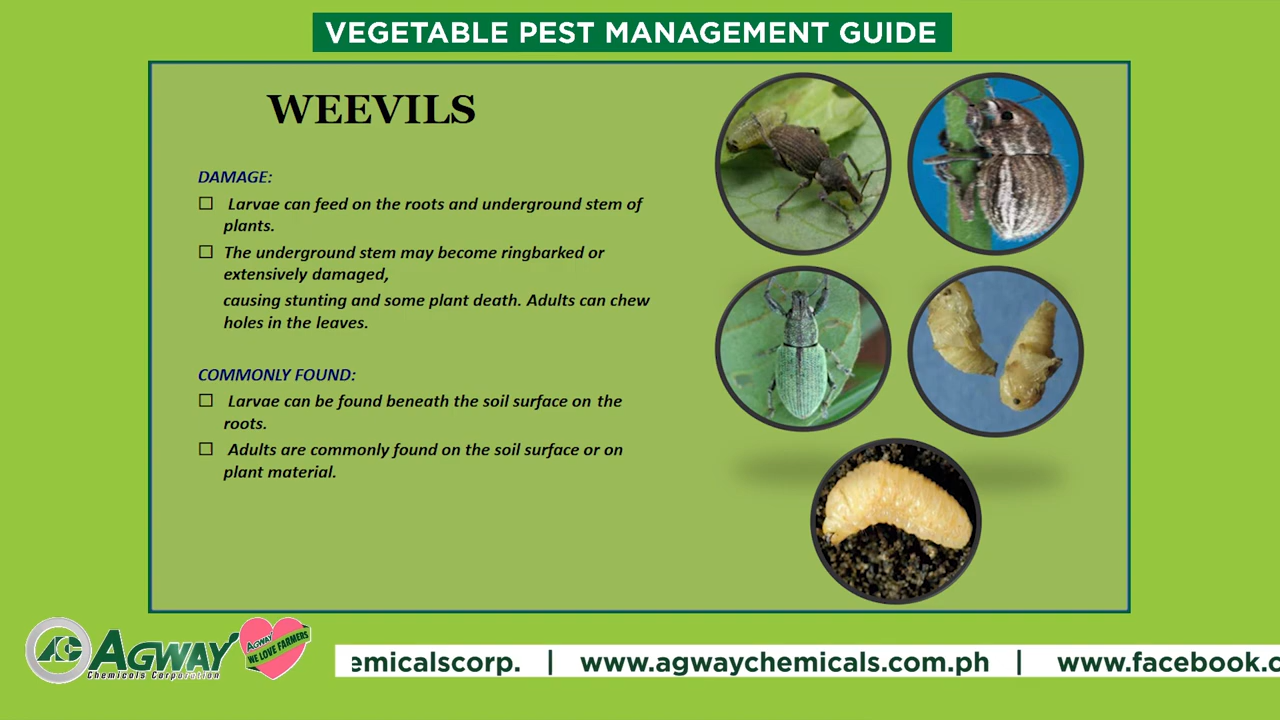 VEGETABLE PEST MANAGEMENT GUIDE
WEEVILS
DAMAGE:
☐ Larvae can feed on the roots and underground stem of
plants.
☐ The underground stem may become ringbarked or
extensively damaged,
causing stunting and some plant death. Adults can chew
holes in the leaves.
COMMONLY FOUND:
☐ Larvae can be found beneath the soil surface on the
roots.
☐ Adults are commonly found on the soil surface or on
plant material.
AC AGWAY
Chemicals Corporation
AGWAY
WE LOVE FARMERS
emicalscorp. | www.agwaychemicals.com.ph | www.facebook.c